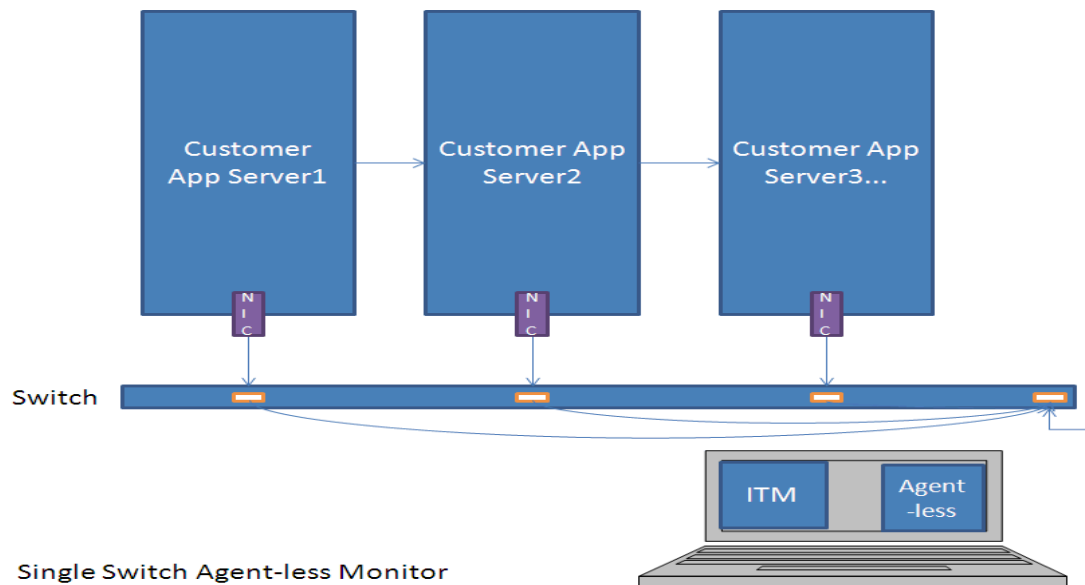 Customer
App Server1
Customer App
Server2
Customer App
Server3...
N
I
C
N
I
C
N
I
C
Switch
ITM
Agent
-less
Single Switch Agent-less Monitor